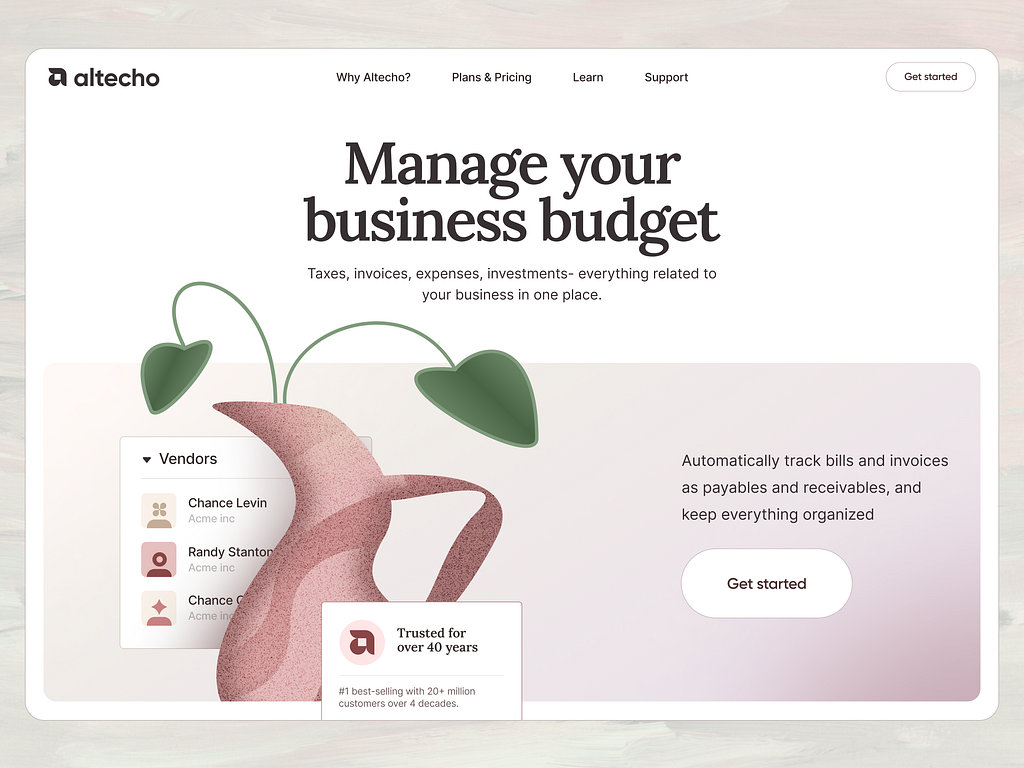 altecho
Why Altecho?
Plans & Pricing
Learn
Support
Get started
Manage your
business budget
Taxes, invoices, expenses, investments- everything related to
your business in one place.
Vendors
Chance Levin
Acme inc
Randy Stanton
Acme inc
Chance
Acme inc
Automatically track bills and invoices
as payables and receivables, and
keep everything organized
Get started
Trusted for
over 40 years
#1 best-selling with 20+ million
customers over 4 decades.